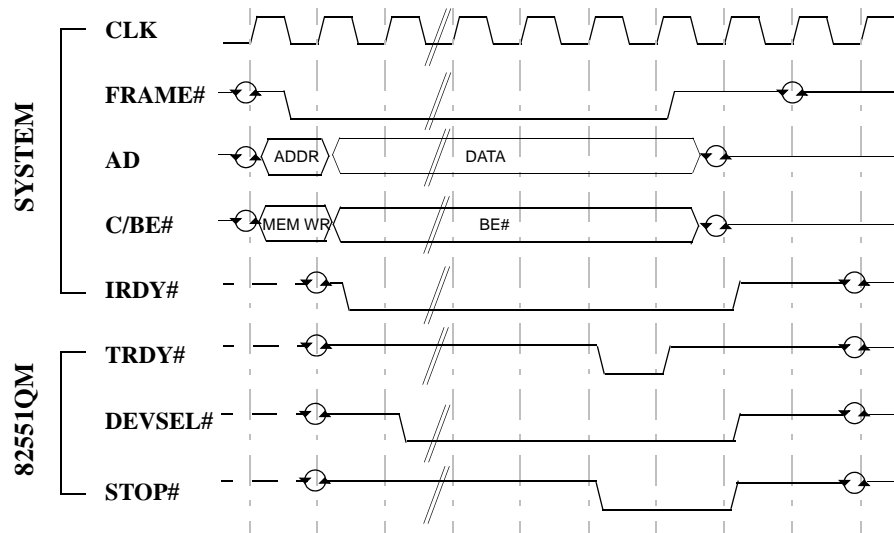 SYSTEM
CLK
FRAME#
AD
ADDR
DATA
C/BE#
MEM WR
BE#
IRDY#
82551QM
TRDY#
DEVSEL#
STOP#